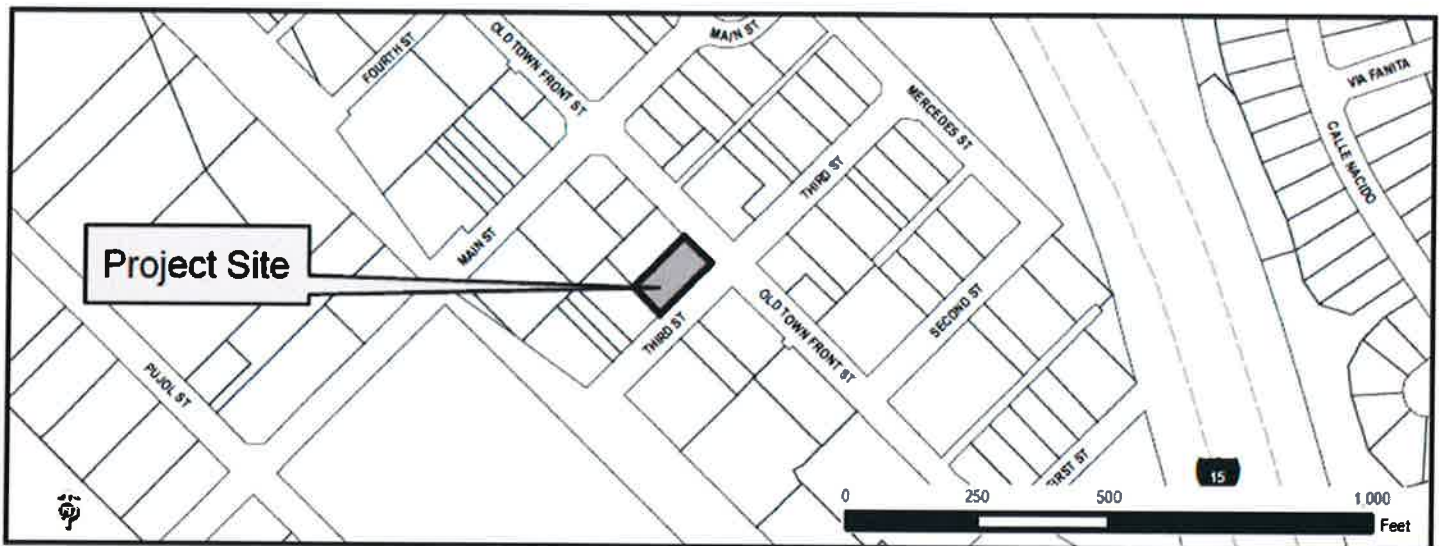 FOURTH ST
OLD TOWN FRONT ST
MAIN ST
MERCEDES ST
VIA FANITA
CALLE NACIDO
THIRD ST
Project Site
MAIN ST
THIRD ST
OLD TOWN FRONT ST
SECOND ST
PUJOL ST
FIRST ST
15
0 250 500 1,000
Feet